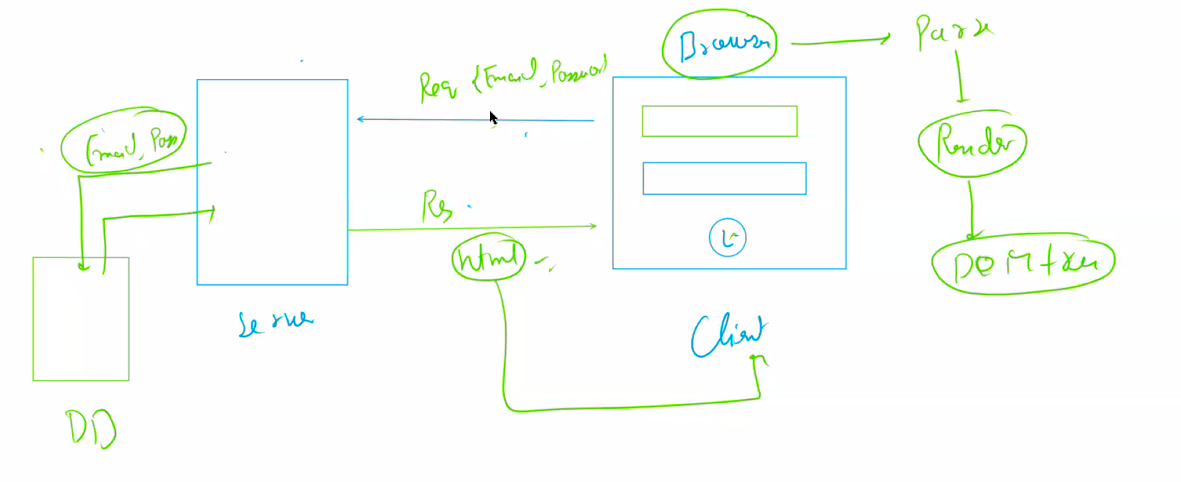 Browser
Parse
Req {Email, Password
Email, Pass
Render
Res
html
DOM tree
Server
Client
DB